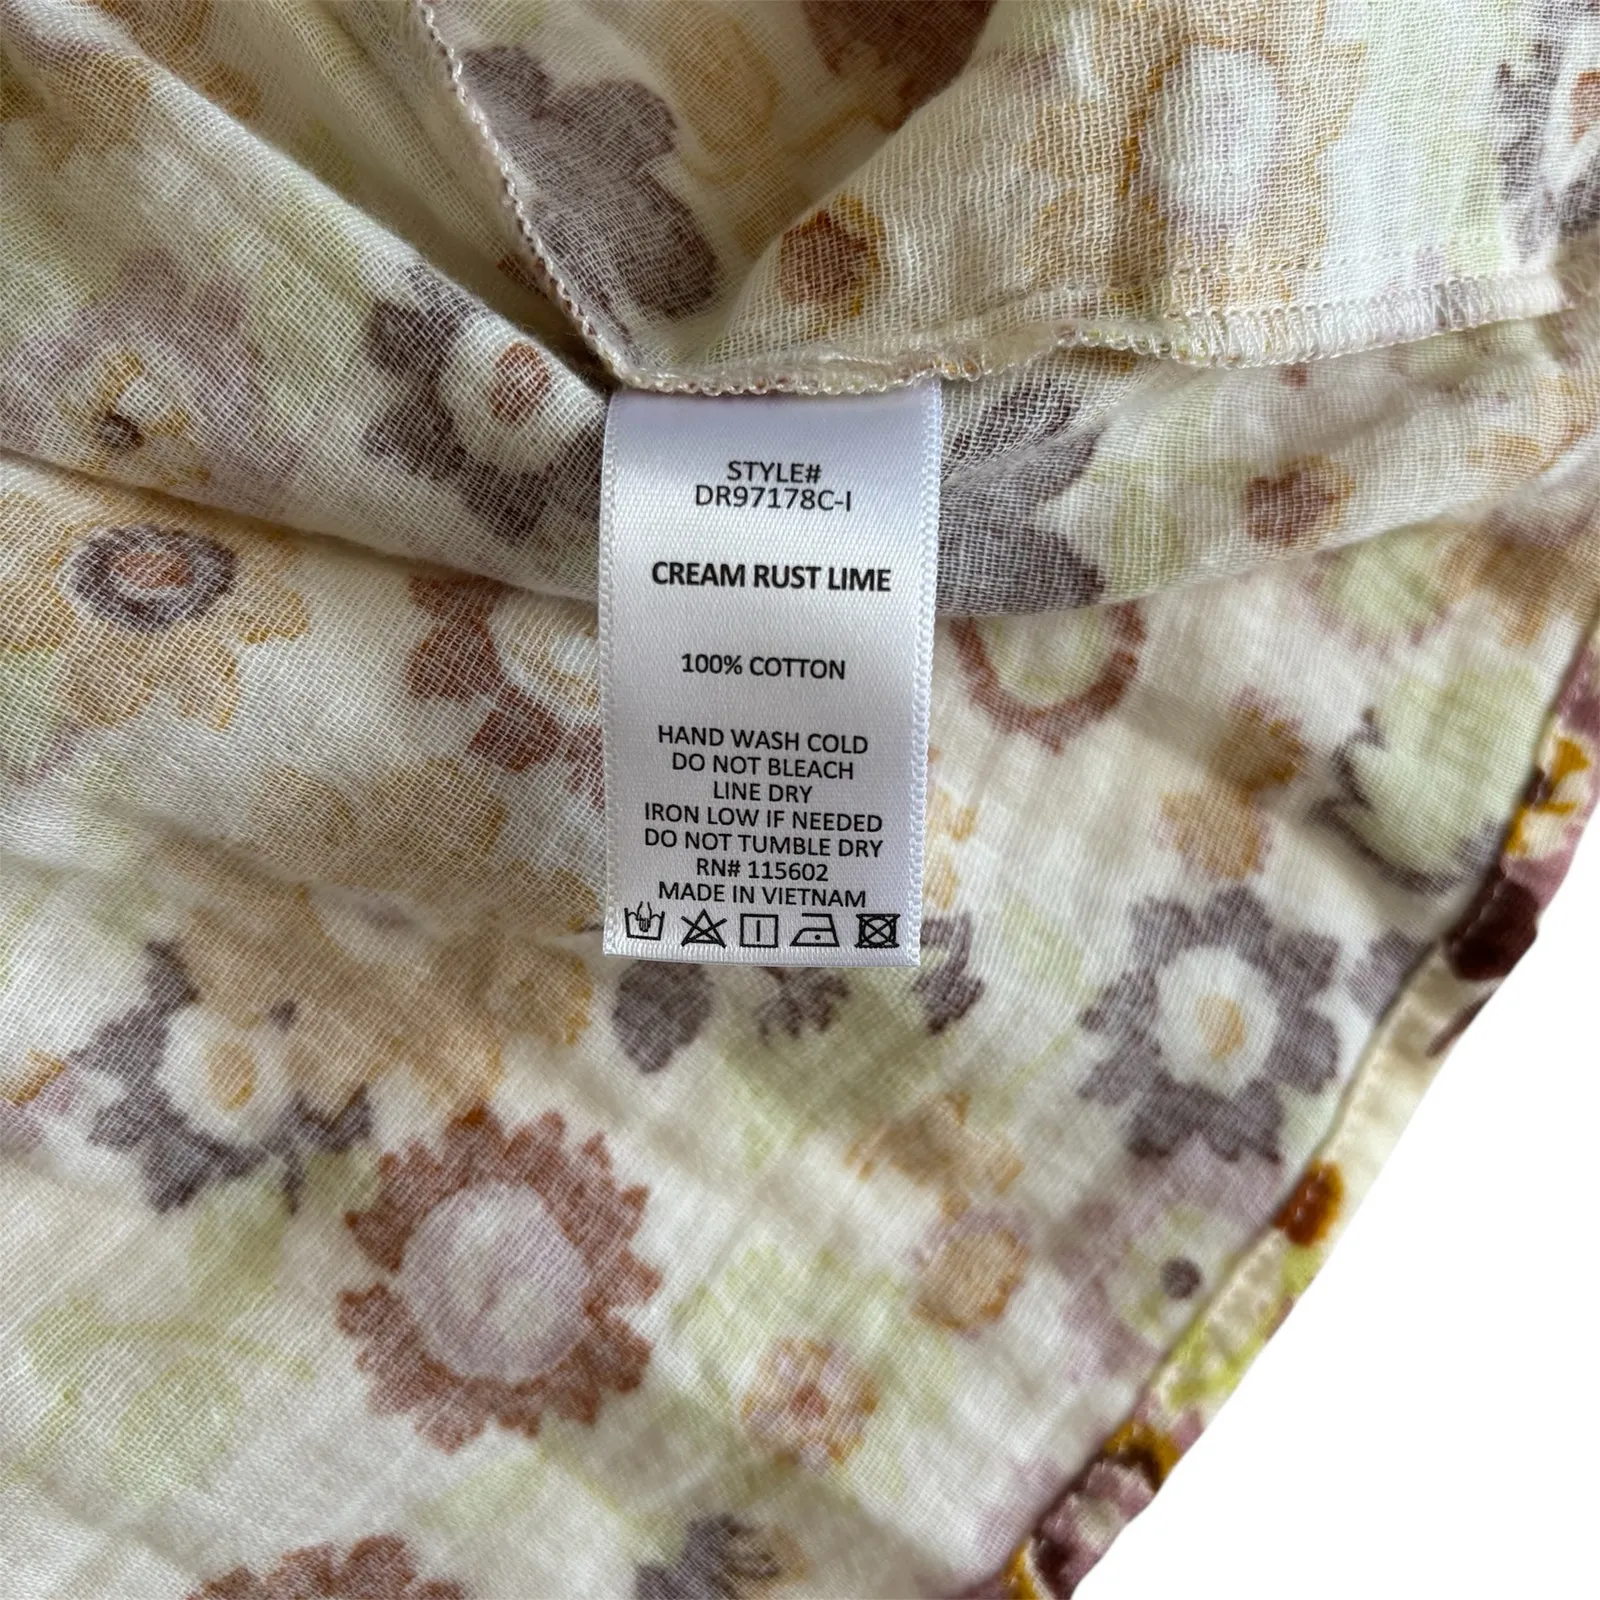 STYLE#
DR97178C-I
CREAM RUST LIME
100% COTTON
HAND WASH COLD
DO NOT BLEACH
LINE DRY
IRON LOW IF NEEDED
DO NOT TUMBLE DRY
RN# 115602
MADE IN VIETNAM